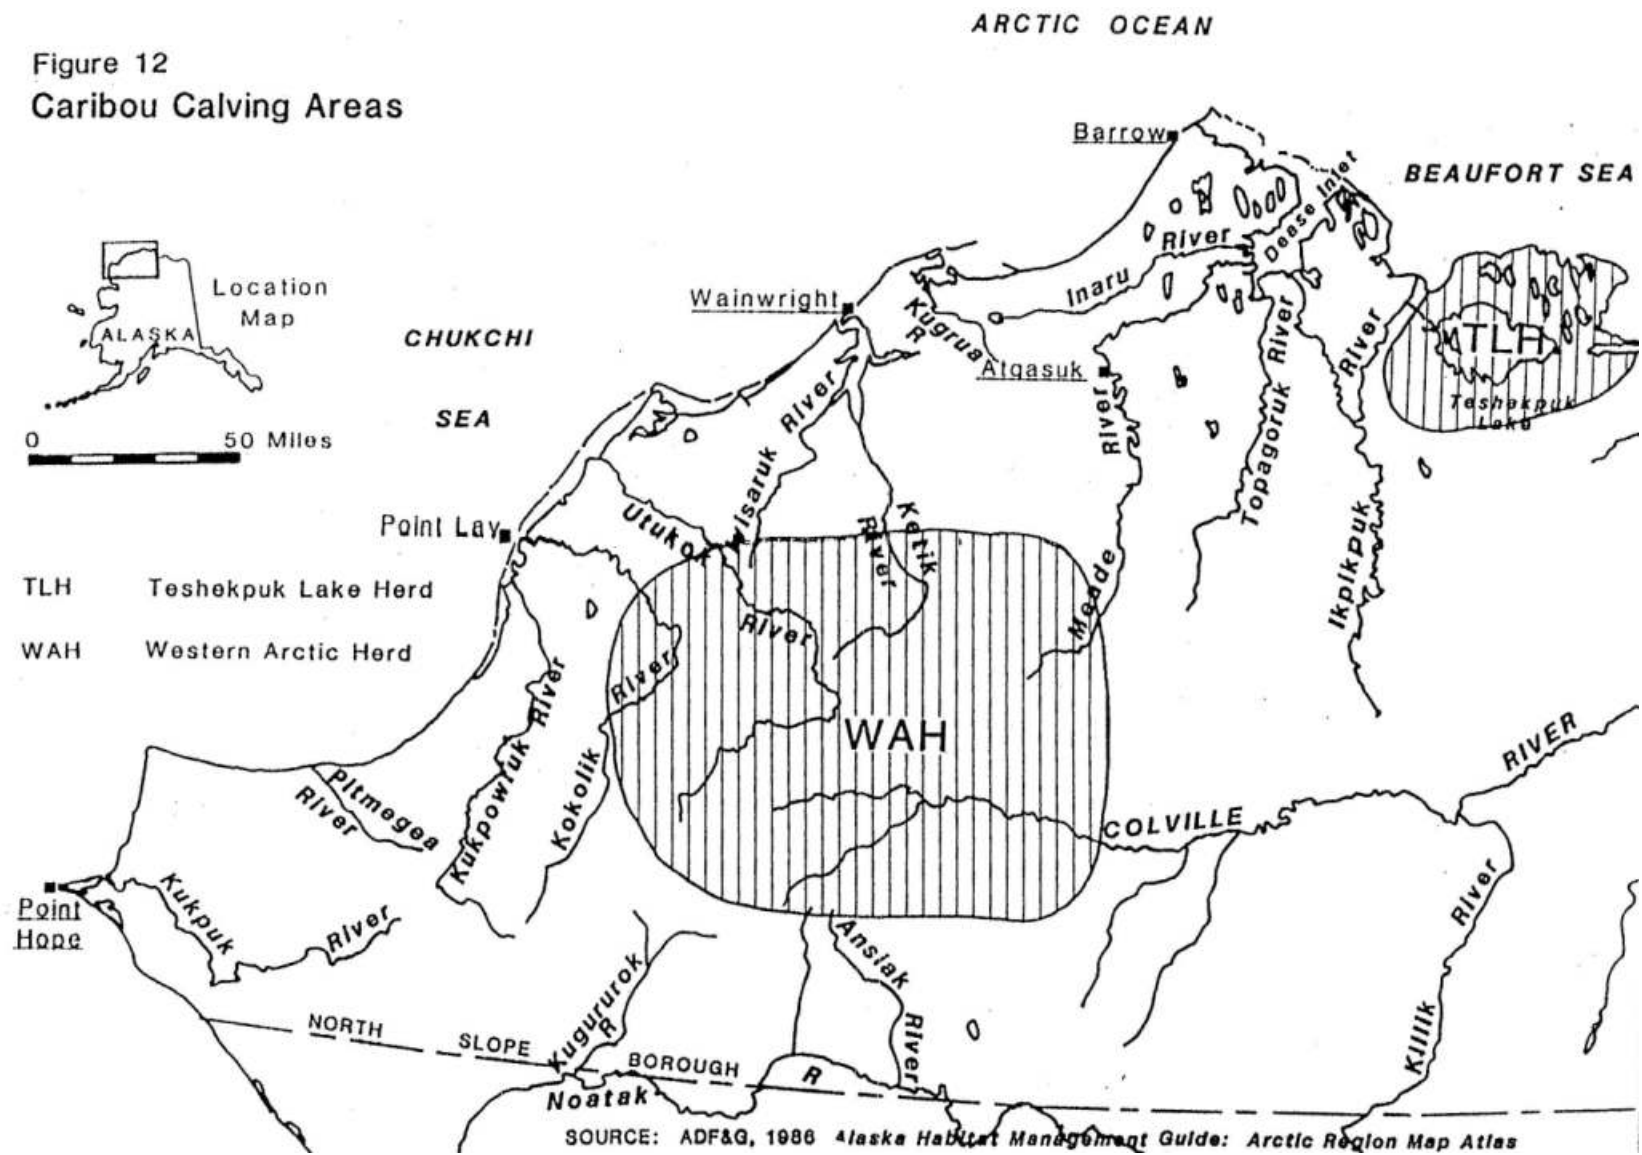 ARCTIC OCEAN
Figure 12
Caribou Calving Areas
Barrow
BEAUFORT SEA
Dease Inlet
Inaru River
Location
Map
ALASKA
Wainwright
Kugrua
R
CHUKCHI
SEA
Atqasuk
TLH
Teshekpuk
Lake
0 50 Miles
Wisaruk River
Meade River
Topagoruk River
Ikpikpuk River
Point Lay
Utukok River
Ketik
River
TLH Teshekpuk Lake Herd
WAH Western Arctic Herd
Kukpowruk River
Kokolik River
WAH
Pitmegea
River
COLVILLE RIVER
Point
Hope
Kukpuk River
Ansiak River
Killik River
Kugururok
R
NORTH SLOPE BOROUGH
Noatak R
SOURCE: ADF&G, 1986 Alaska Habitat Management Guide: Arctic Region Map Atlas